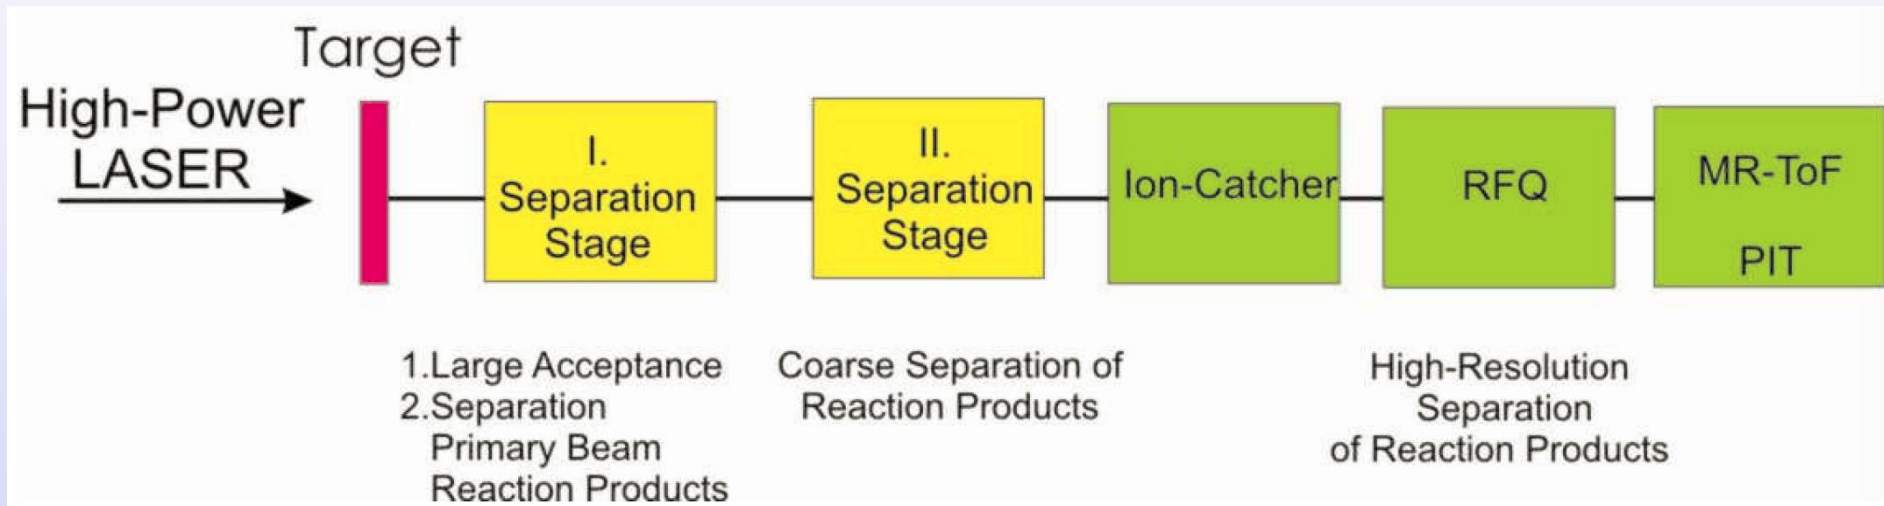 Target
High-Power
LASER
I.
Separation
Stage
II.
Separation
Stage
Ion-Catcher
RFQ
MR-ToF
PIT
1.Large Acceptance
2.Separation
Primary Beam
Reaction Products
Coarse Separation of
Reaction Products
High-Resolution
Separation
of Reaction Products